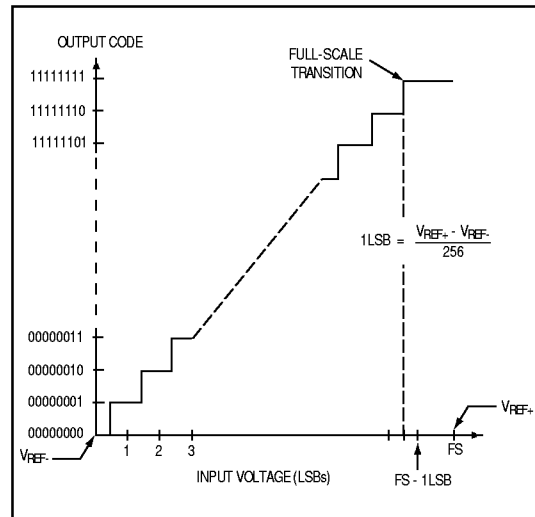 OUTPUT CODE
11111111
11111110
11111101
FULL-SCALE
TRANSITION
1LSB = VREF+ - VREF-
256
00000011
00000010
00000001
00000000
VREF-
1
2
3
FS
VREF+
INPUT VOLTAGE (LSBs)
FS - 1LSB